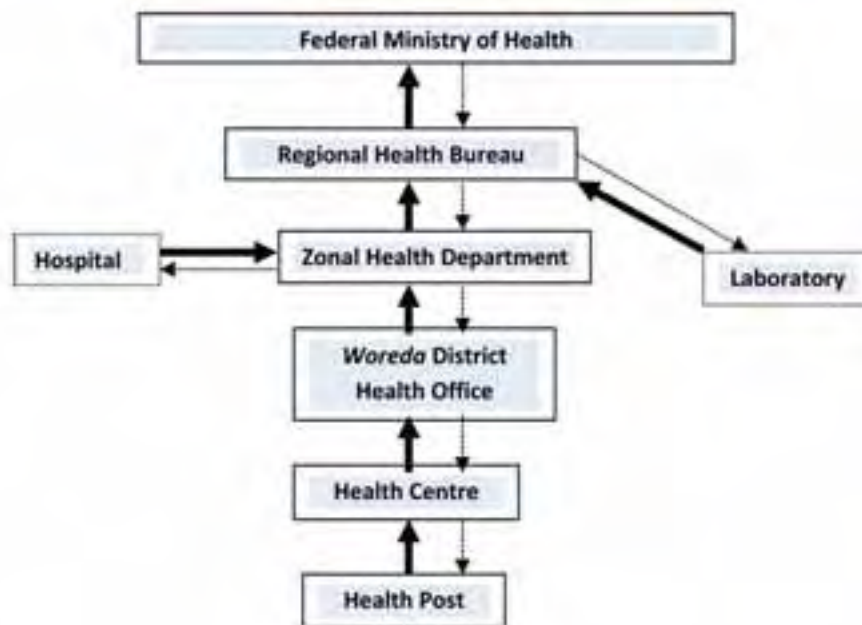 Federal Ministry of Health
Regional Health Bureau
Hospital
Zonal Health Department
Laboratory
Woreda District
Health Office
Health Centre
Health Post